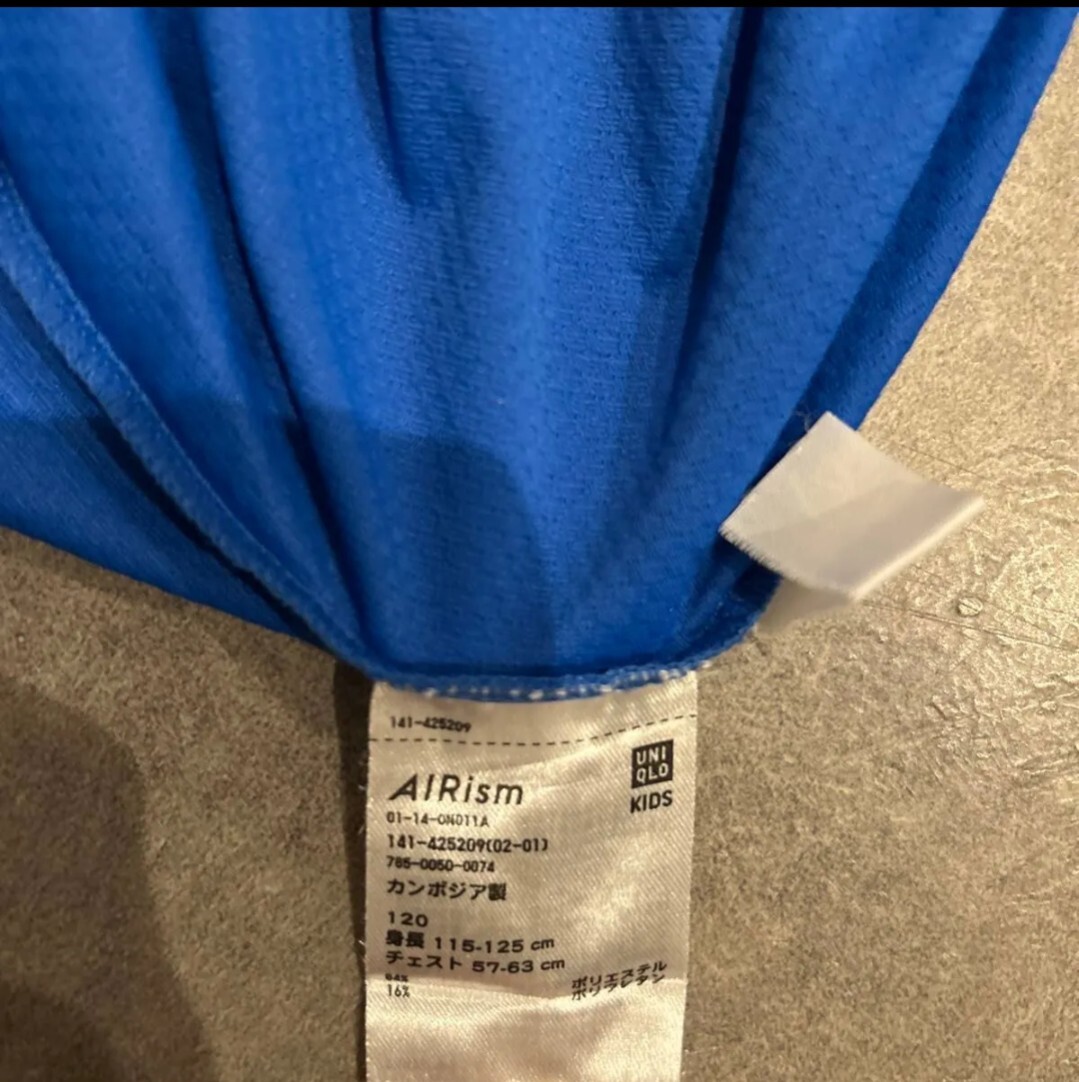 141-425209
AIRism
UNI
QLO
KIDS
01-14-0N011A
141-425209(02-01)
785-0050-0074
カンボジア製
120
身長 115-125 cm
チェスト 57-63 cm
84% ポリエステル
16% ポリウレタン